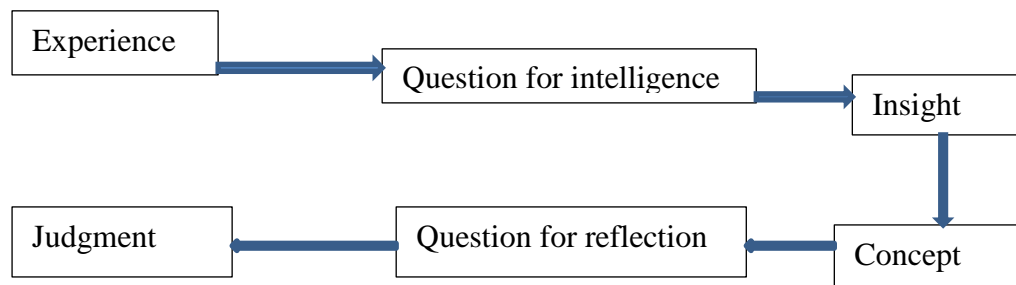 Experience
Question for intelligence
Insight
Judgment
Question for reflection
Concept